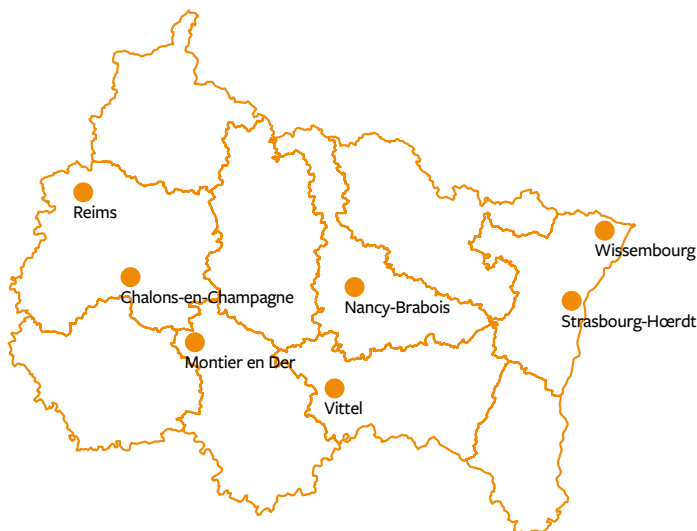 Reims
Wissembourg
Chalons-en-Champagne
Nancy-Brabois
Strasbourg-Hœrdt
Montier en Der
Vittel